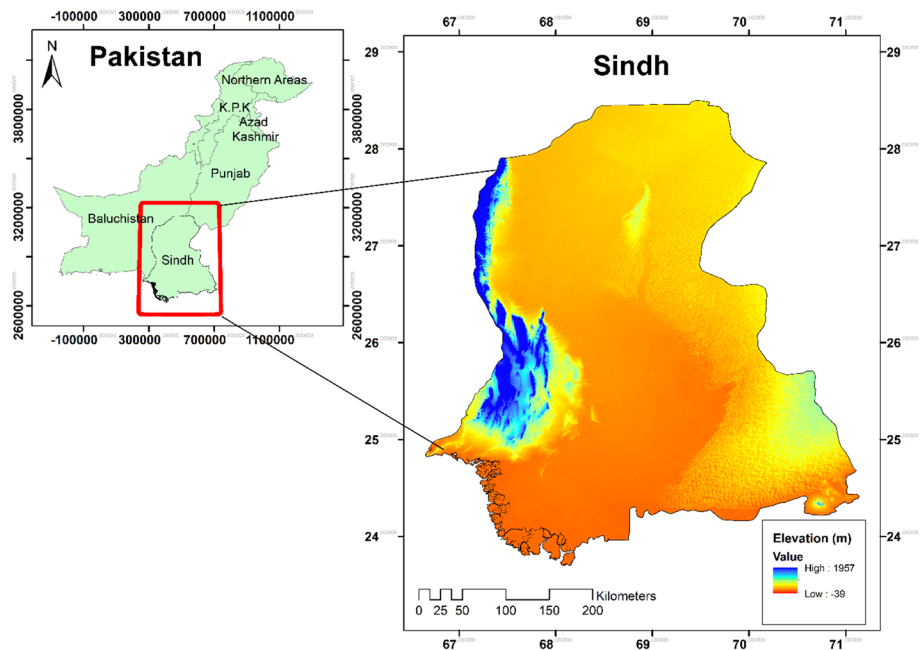 -100000 300000 700000 1100000
N
Pakistan
Northern Areas
K.P.K
Azad
Kashmir
Punjab
Baluchistan
Sindh
3800000
3200000
2600000
3800000
3200000
2600000
-100000 300000 700000 1100000
67 68 69 70 71
Sindh
29
28
27
26
25
24
29
28
27
26
25
24
Elevation (m)
Value
High : 1957
Low : -39
Kilometers
0 25 50 100 150 200
67 68 69 70 71